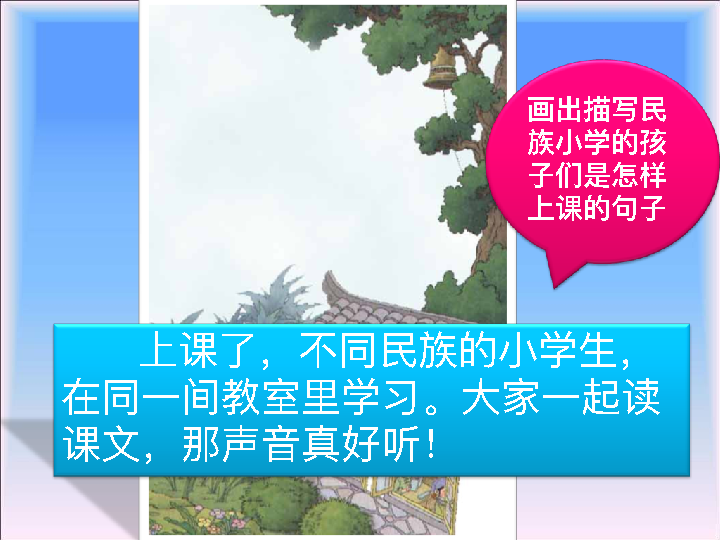 画出描写民
族小学的孩
子们是怎样
上课的句子
上课了，不同民族的小学生，
在同一间教室里学习。大家一起读
课文，那声音真好听！